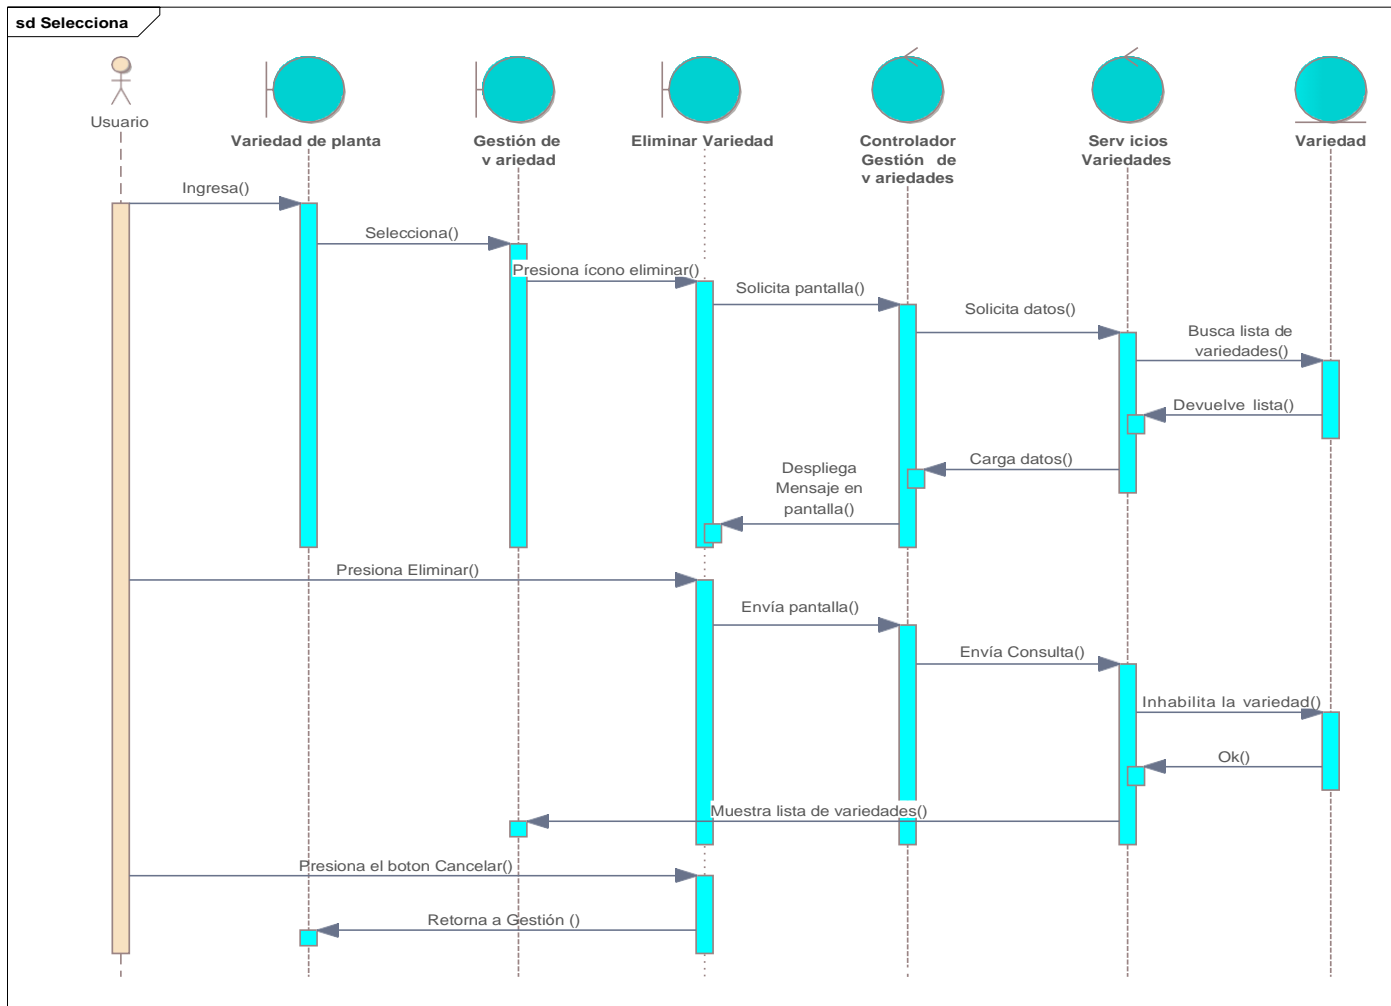 sd Selecciona
Usuario
Variedad de planta
Gestión de
v ariedad
Eliminar Variedad
Controlador
Gestión de
v ariedades
Serv icios
Variedades
Variedad
Ingresa()
Selecciona()
Presiona ícono eliminar()
Solicita pantalla()
Solicita datos()
Busca lista de
variedades()
Devuelve lista()
Carga datos()
Despliega
Mensaje en
pantalla()
Presiona Eliminar()
Envía pantalla()
Envía Consulta()
Inhabilita la variedad()
Ok()
Muestra lista de variedades()
Presiona el boton Cancelar()
Retorna a Gestión ()